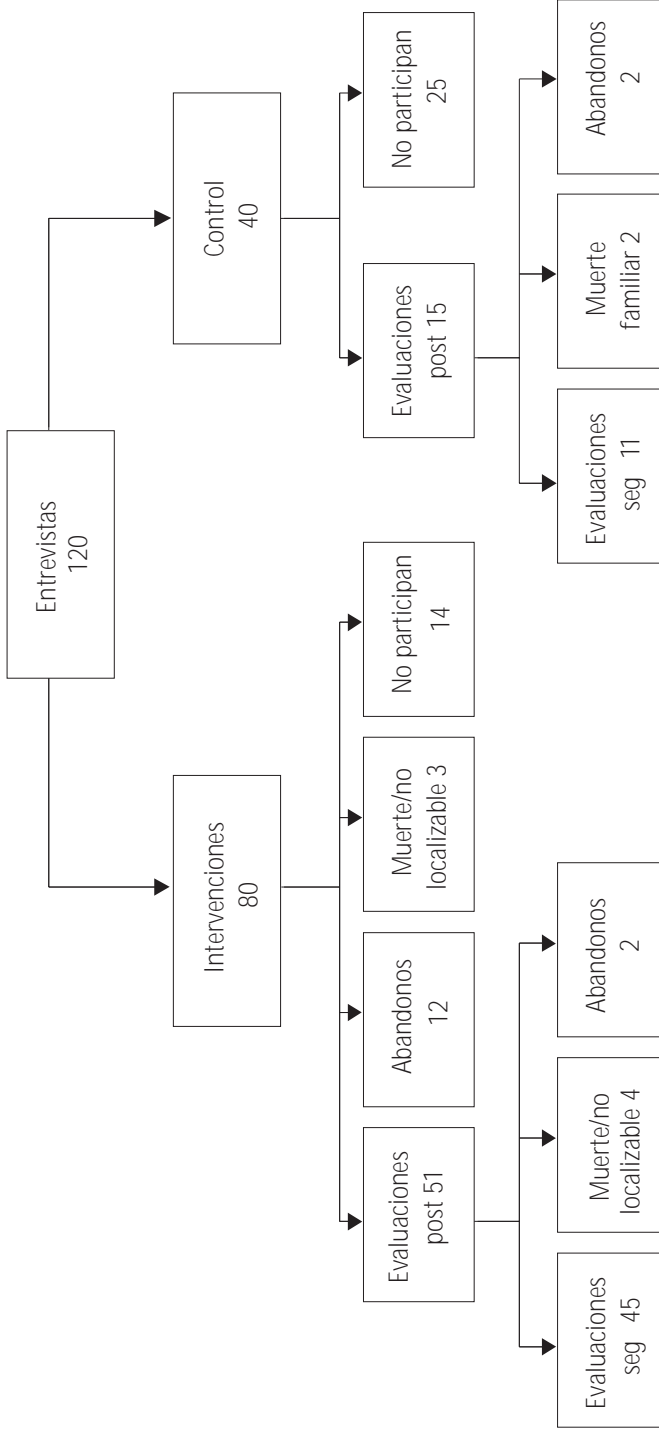 Entrevistas
120
Intervenciones
80
Control
40
Evaluaciones
post 51
Abandonos
12
Muerte/no
localizable 3
No participan
14
Evaluaciones
post 15
No participan
25
Evaluaciones
seg 45
Muerte/no
localizable 4
Abandonos
2
Evaluaciones
seg 11
Muerte
familiar 2
Abandonos
2